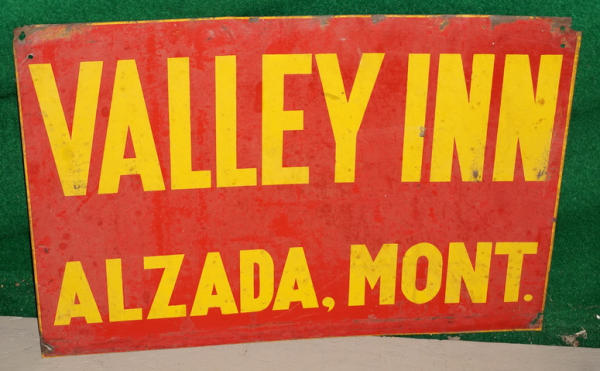 VALLEY INN
ALZADA, MONT.